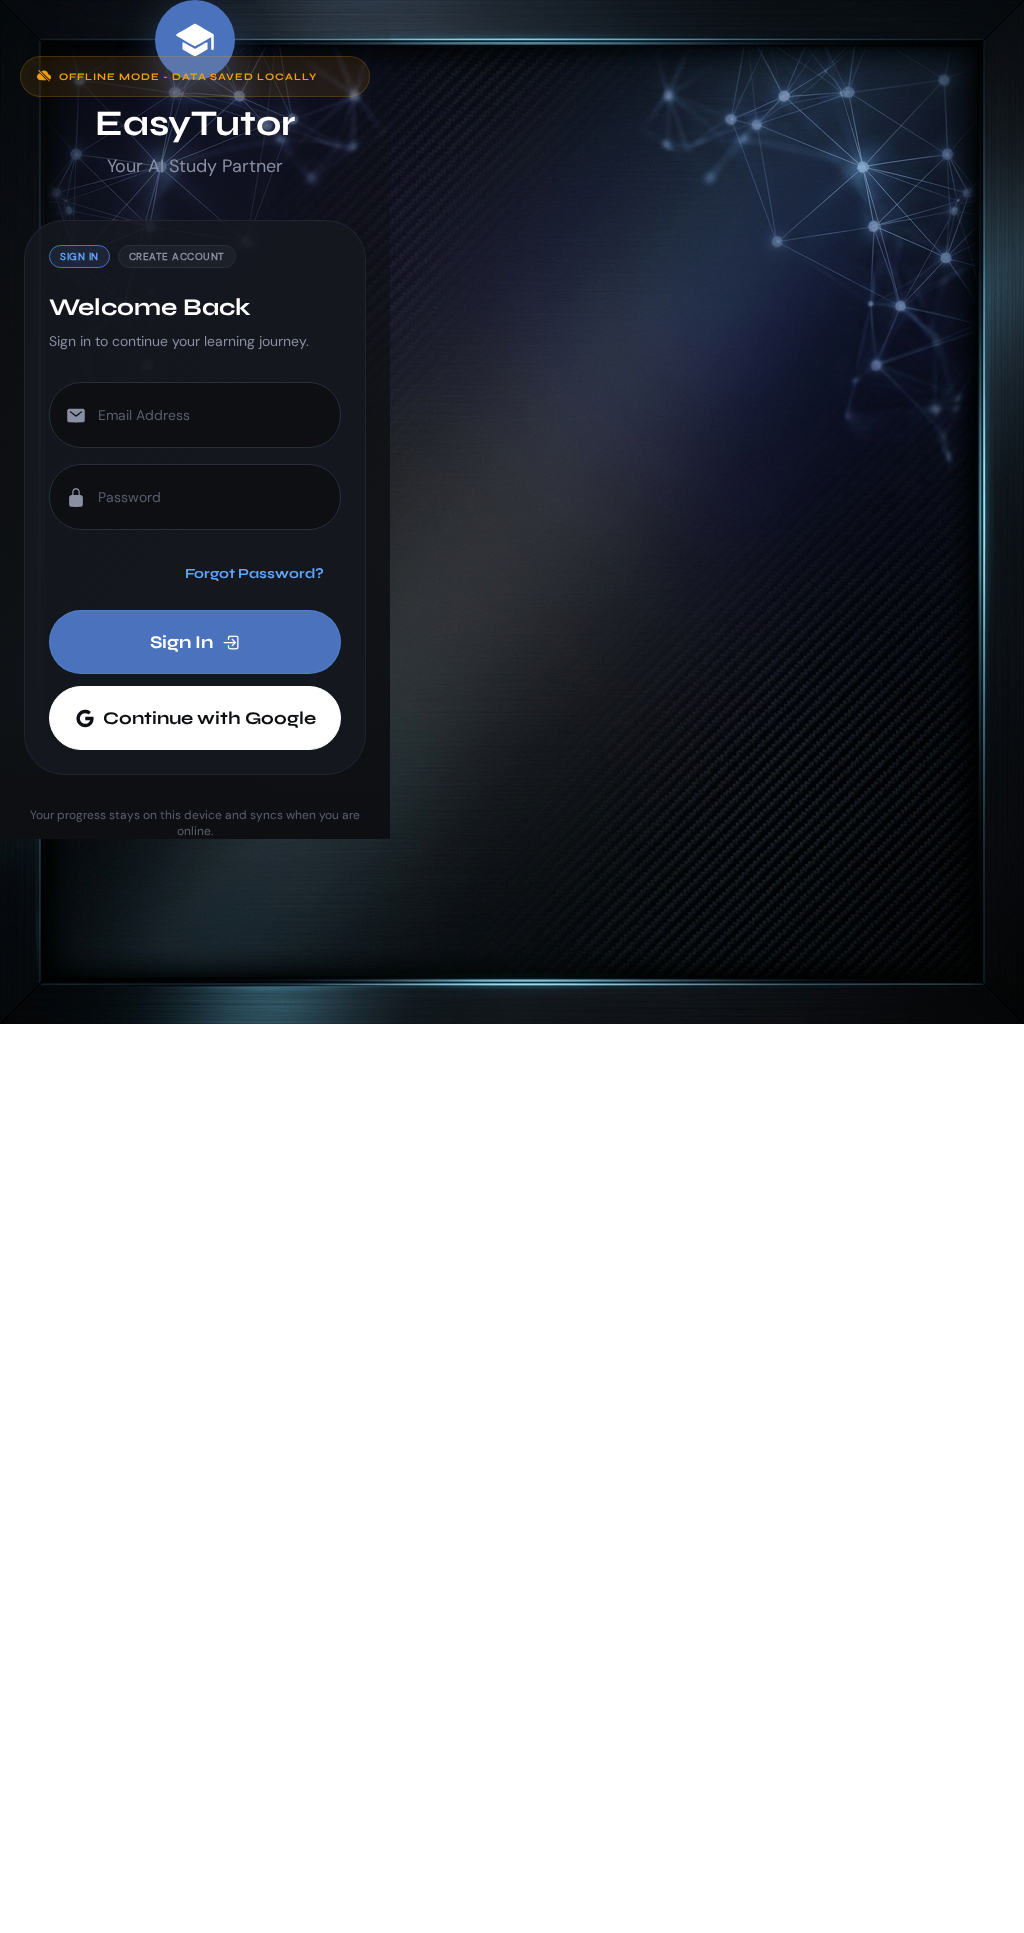 OFFLINE MODE - DATA SAVED LOCALLY
EasyTutor
Your AI Study Partner
SIGN IN
CREATE ACCOUNT
Welcome Back
Sign in to continue your learning journey.
Email Address
Password
Forgot Password?
Sign In
Continue with Google
Your progress stays on this device and syncs when you are
online.